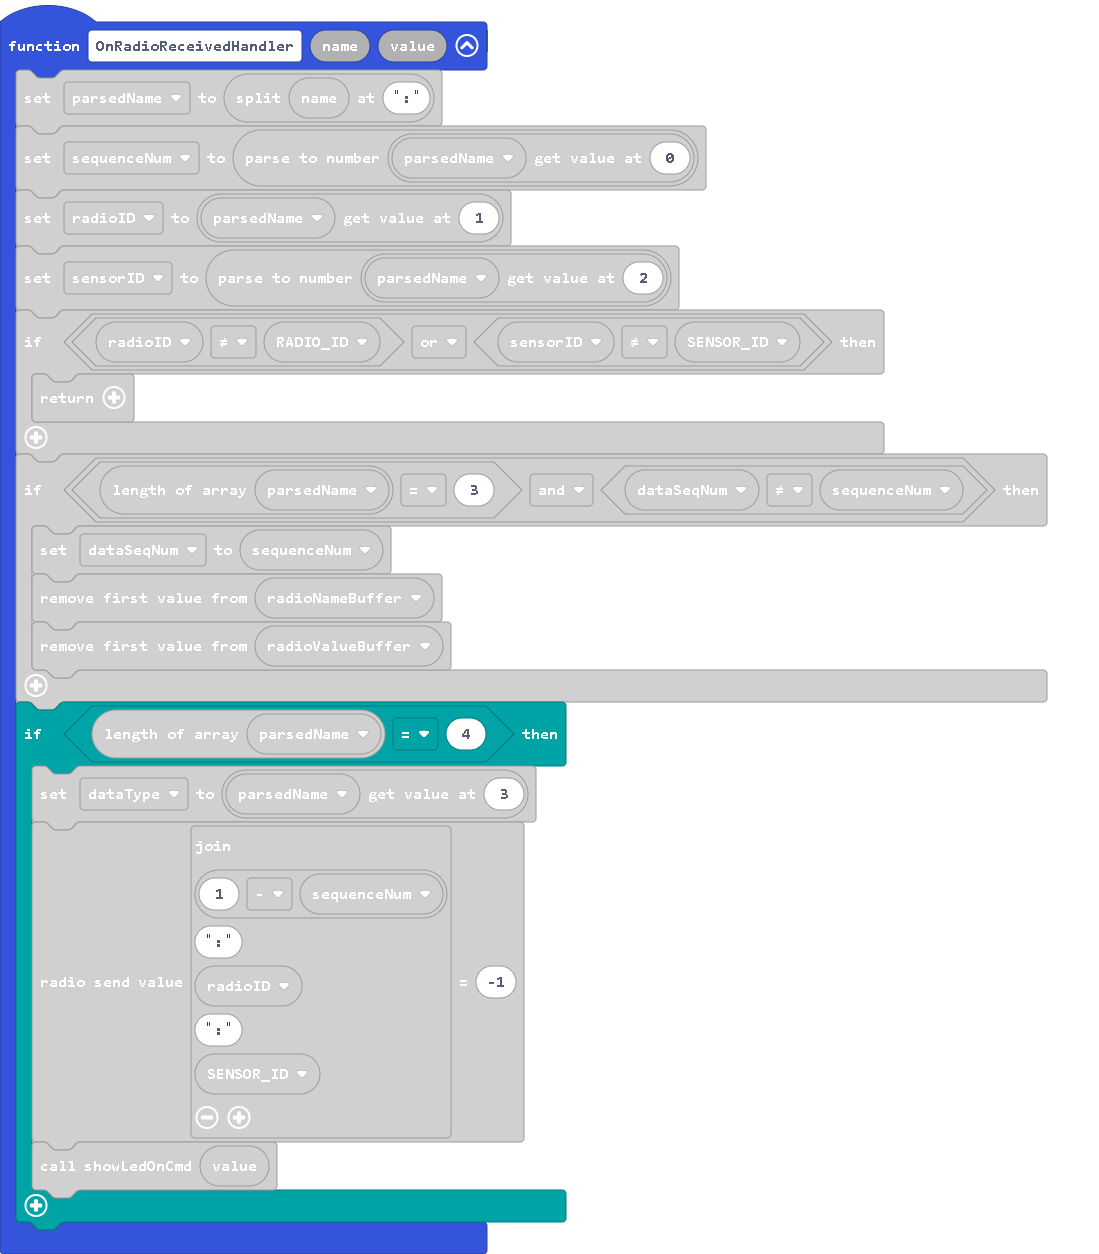 function OnRadioReceivedHandler name value
set parsedName to split name at ":"
set sequenceNum to parse to number parsedName get value at 0
set radioID to parsedName get value at 1
set sensorID to parse to number parsedName get value at 2
if radioID ≠ RADIO_ID or sensorID ≠ SENSOR_ID then
return
if length of array parsedName = 3 and dataSeqNum ≠ sequenceNum then
set dataSeqNum to sequenceNum
remove first value from radioNameBuffer
remove first value from radioValueBuffer
if length of array parsedName = 4 then
set dataType to parsedName get value at 3
join
1 - sequenceNum
":"
radio send value radioID = -1
":"
SENSOR_ID
call showLedOnCmd value